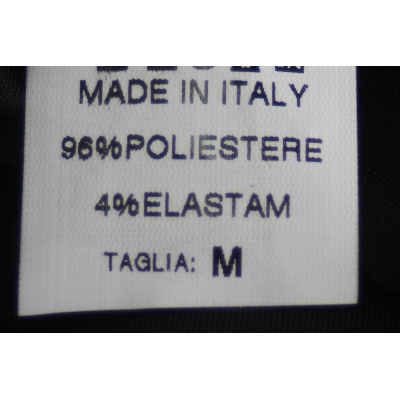 MADE IN ITALY
96%POLIESTERE
4%ELASTAM
TAGLIA: M